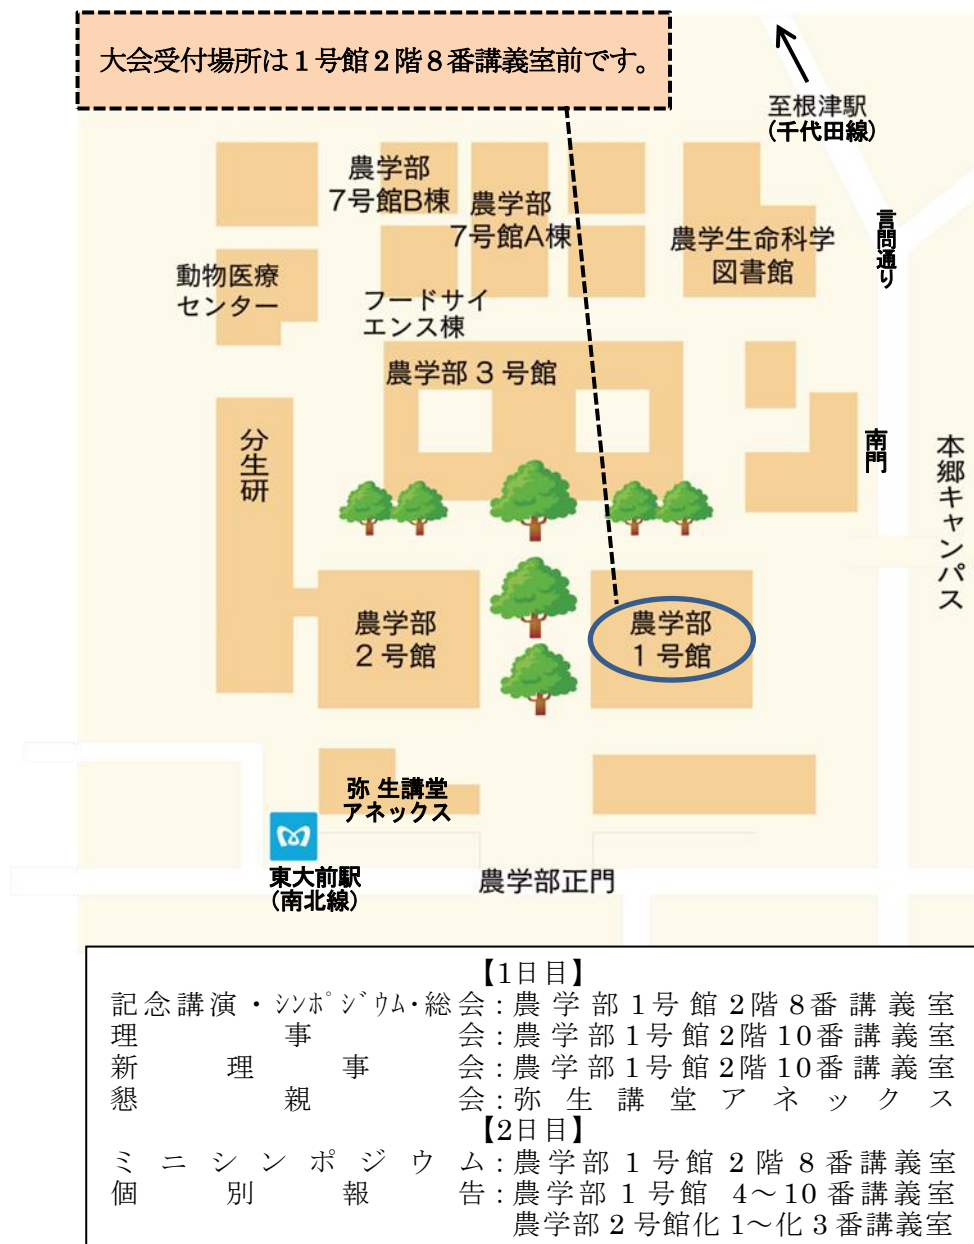 大会受付場所は１号館２階８番講義室前です。
至根津駅
(千代田線)
農学部
7号館B棟
農学部
7号館A棟
言問通り
農学生命科学
図書館
動物医療
センター
フードサイ
エンス棟
農学部 3 号館
分生研
南門
本郷キャンパス
農学部
2 号館
農学部
1 号館
弥生講堂
アネックス
東大前駅
(南北線)
農学部正門
【1日目】
記念講演・ｼﾝﾎﾟｼﾞｳﾑ・総会：農学部1号館2階8番講義室
理事会：農学部1号館2階10番講義室
新理事会：農学部1号館2階10番講義室
懇親会：弥生講堂アネックス
【2日目】
ミニシンポジウム：農学部1号館2階8番講義室
個別報告：農学部1号館 4～10番講義室
農学部2号館化1～化3番講義室